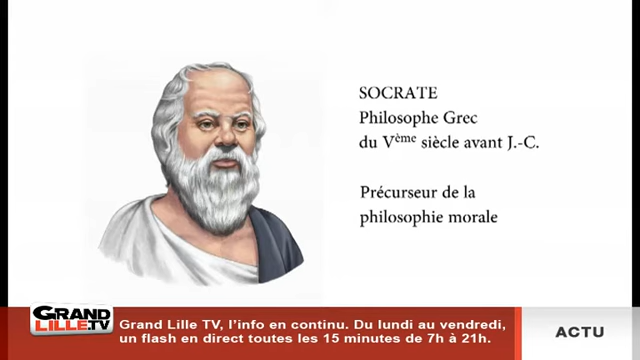 SOCRATE
Philosophe Grec
du Vème siècle avant J.-C.
Précurseur de la
philosophie morale
GRAND
LILLE TV
Grand Lille TV, l'info en continu. Du lundi au vendredi,
un flash en direct toutes les 15 minutes de 7h à 21h.
ACTU